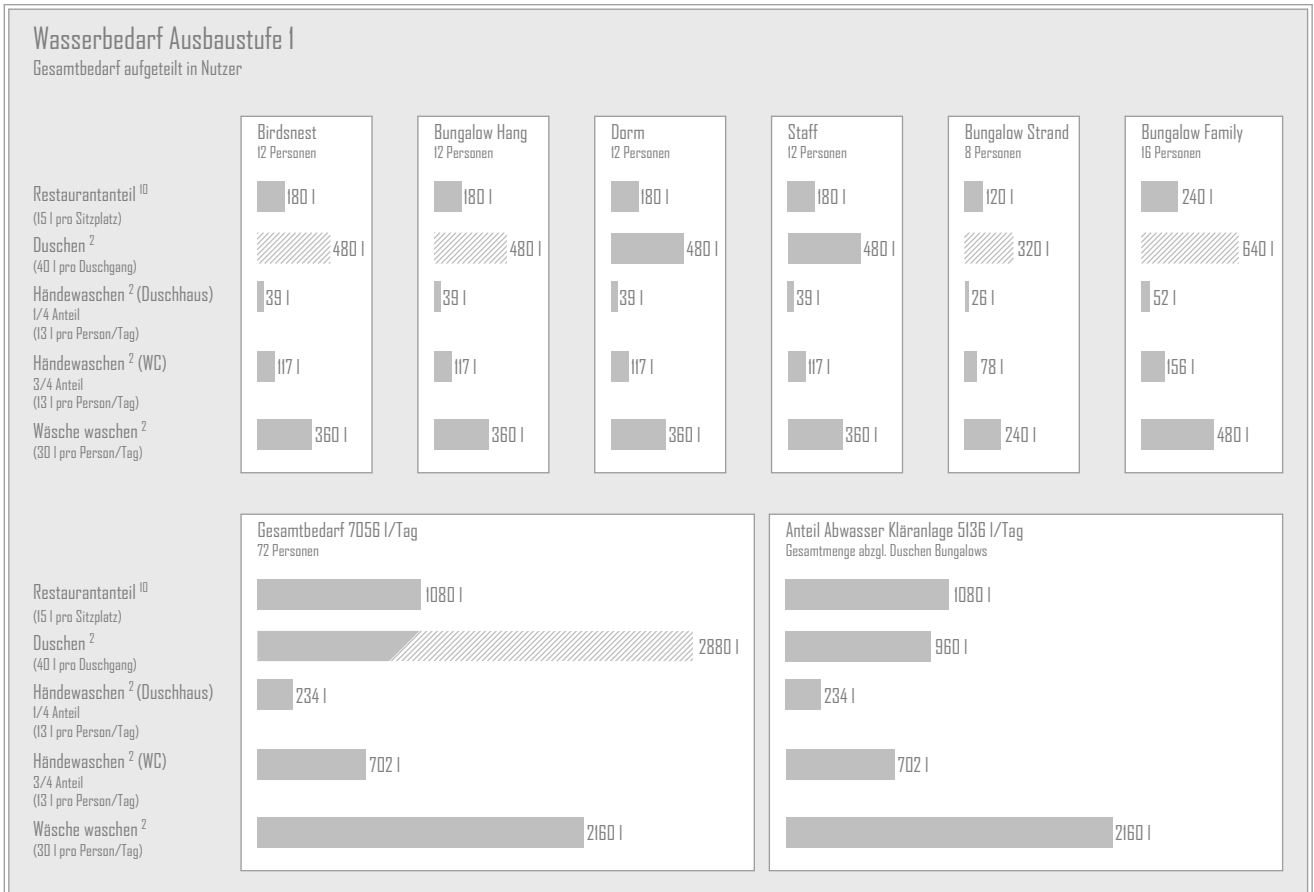 Wasserbedarf Ausbaustufe 1
Gesamtbedarf aufgeteilt in Nutzer
Birdsnest
12 Personen
Bungalow Hang
12 Personen
Dorm
12 Personen
Staff
12 Personen
Bungalow Strand
8 Personen
Bungalow Family
16 Personen
Restaurantanteil 10
(15 l pro Sitzplatz)
180 l
180 l
180 l
180 l
120 l
240 l
Duschen 2
(40 l pro Duschgang)
480 l
480 l
480 l
480 l
320 l
640 l
Händewaschen 2 (Duschhaus)
1/4 Anteil
(13 l pro Person/Tag)
39 l
39 l
39 l
39 l
26 l
52 l
Händewaschen 2 (WC)
3/4 Anteil
(13 l pro Person/Tag)
117 l
117 l
117 l
117 l
78 l
156 l
Wäsche waschen 2
(30 l pro Person/Tag)
360 l
360 l
360 l
360 l
240 l
480 l
Gesamtbedarf 7056 l/Tag
72 Personen
Anteil Abwasser Kläranlage 5136 l/Tag
Gesamtmenge abzgl. Duschen Bungalows
Restaurantanteil 10
(15 l pro Sitzplatz)
1080 l
1080 l
Duschen 2
(40 l pro Duschgang)
2880 l
960 l
Händewaschen 2 (Duschhaus)
1/4 Anteil
(13 l pro Person/Tag)
234 l
234 l
Händewaschen 2 (WC)
3/4 Anteil
(13 l pro Person/Tag)
702 l
702 l
Wäsche waschen 2
(30 l pro Person/Tag)
2160 l
2160 l